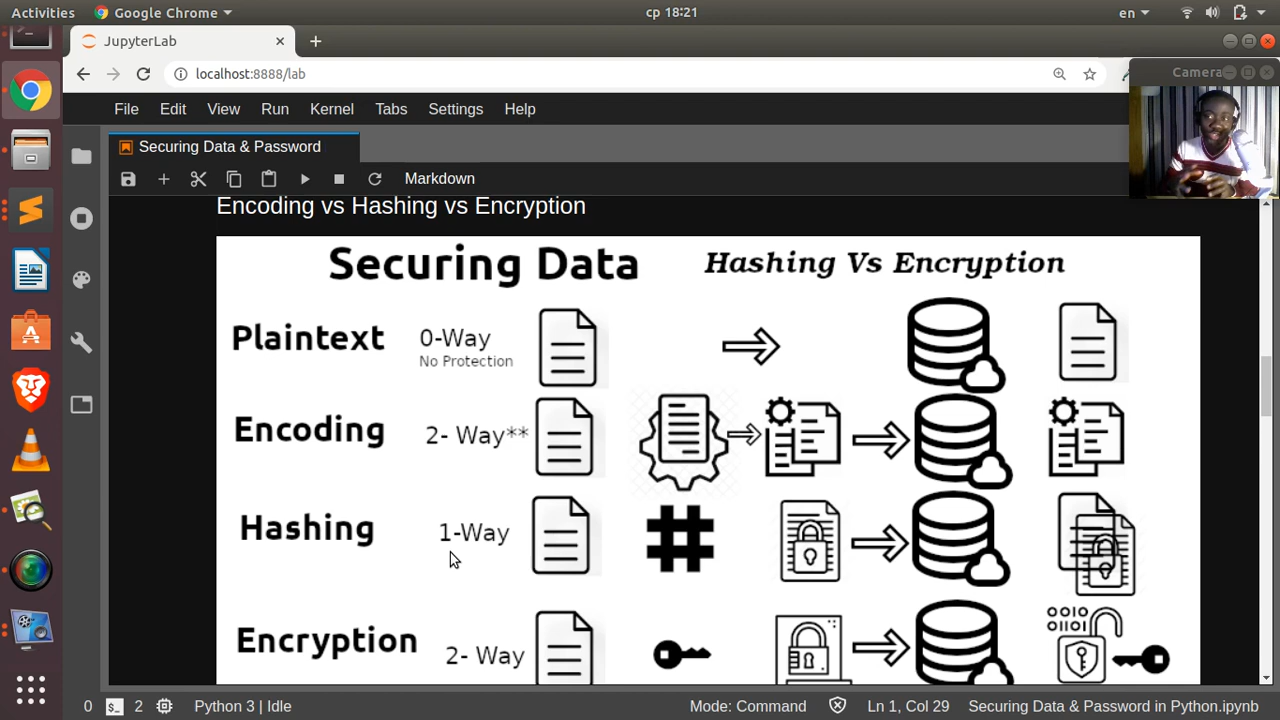 Activities Google Chrome ср 18:21 en
JupyterLab
localhost:8888/lab
Camera
File Edit View Run Kernel Tabs Settings Help
Securing Data & Password
Markdown
Encoding vs Hashing vs Encryption
Securing Data Hashing Vs Encryption
Plaintext 0-Way
No Protection
Encoding 2- Way**
Hashing 1-Way
#
Encryption 2- Way
0 2 Python 3 | Idle Mode: Command Ln 1, Col 29 Securing Data & Password in Python.ipynb